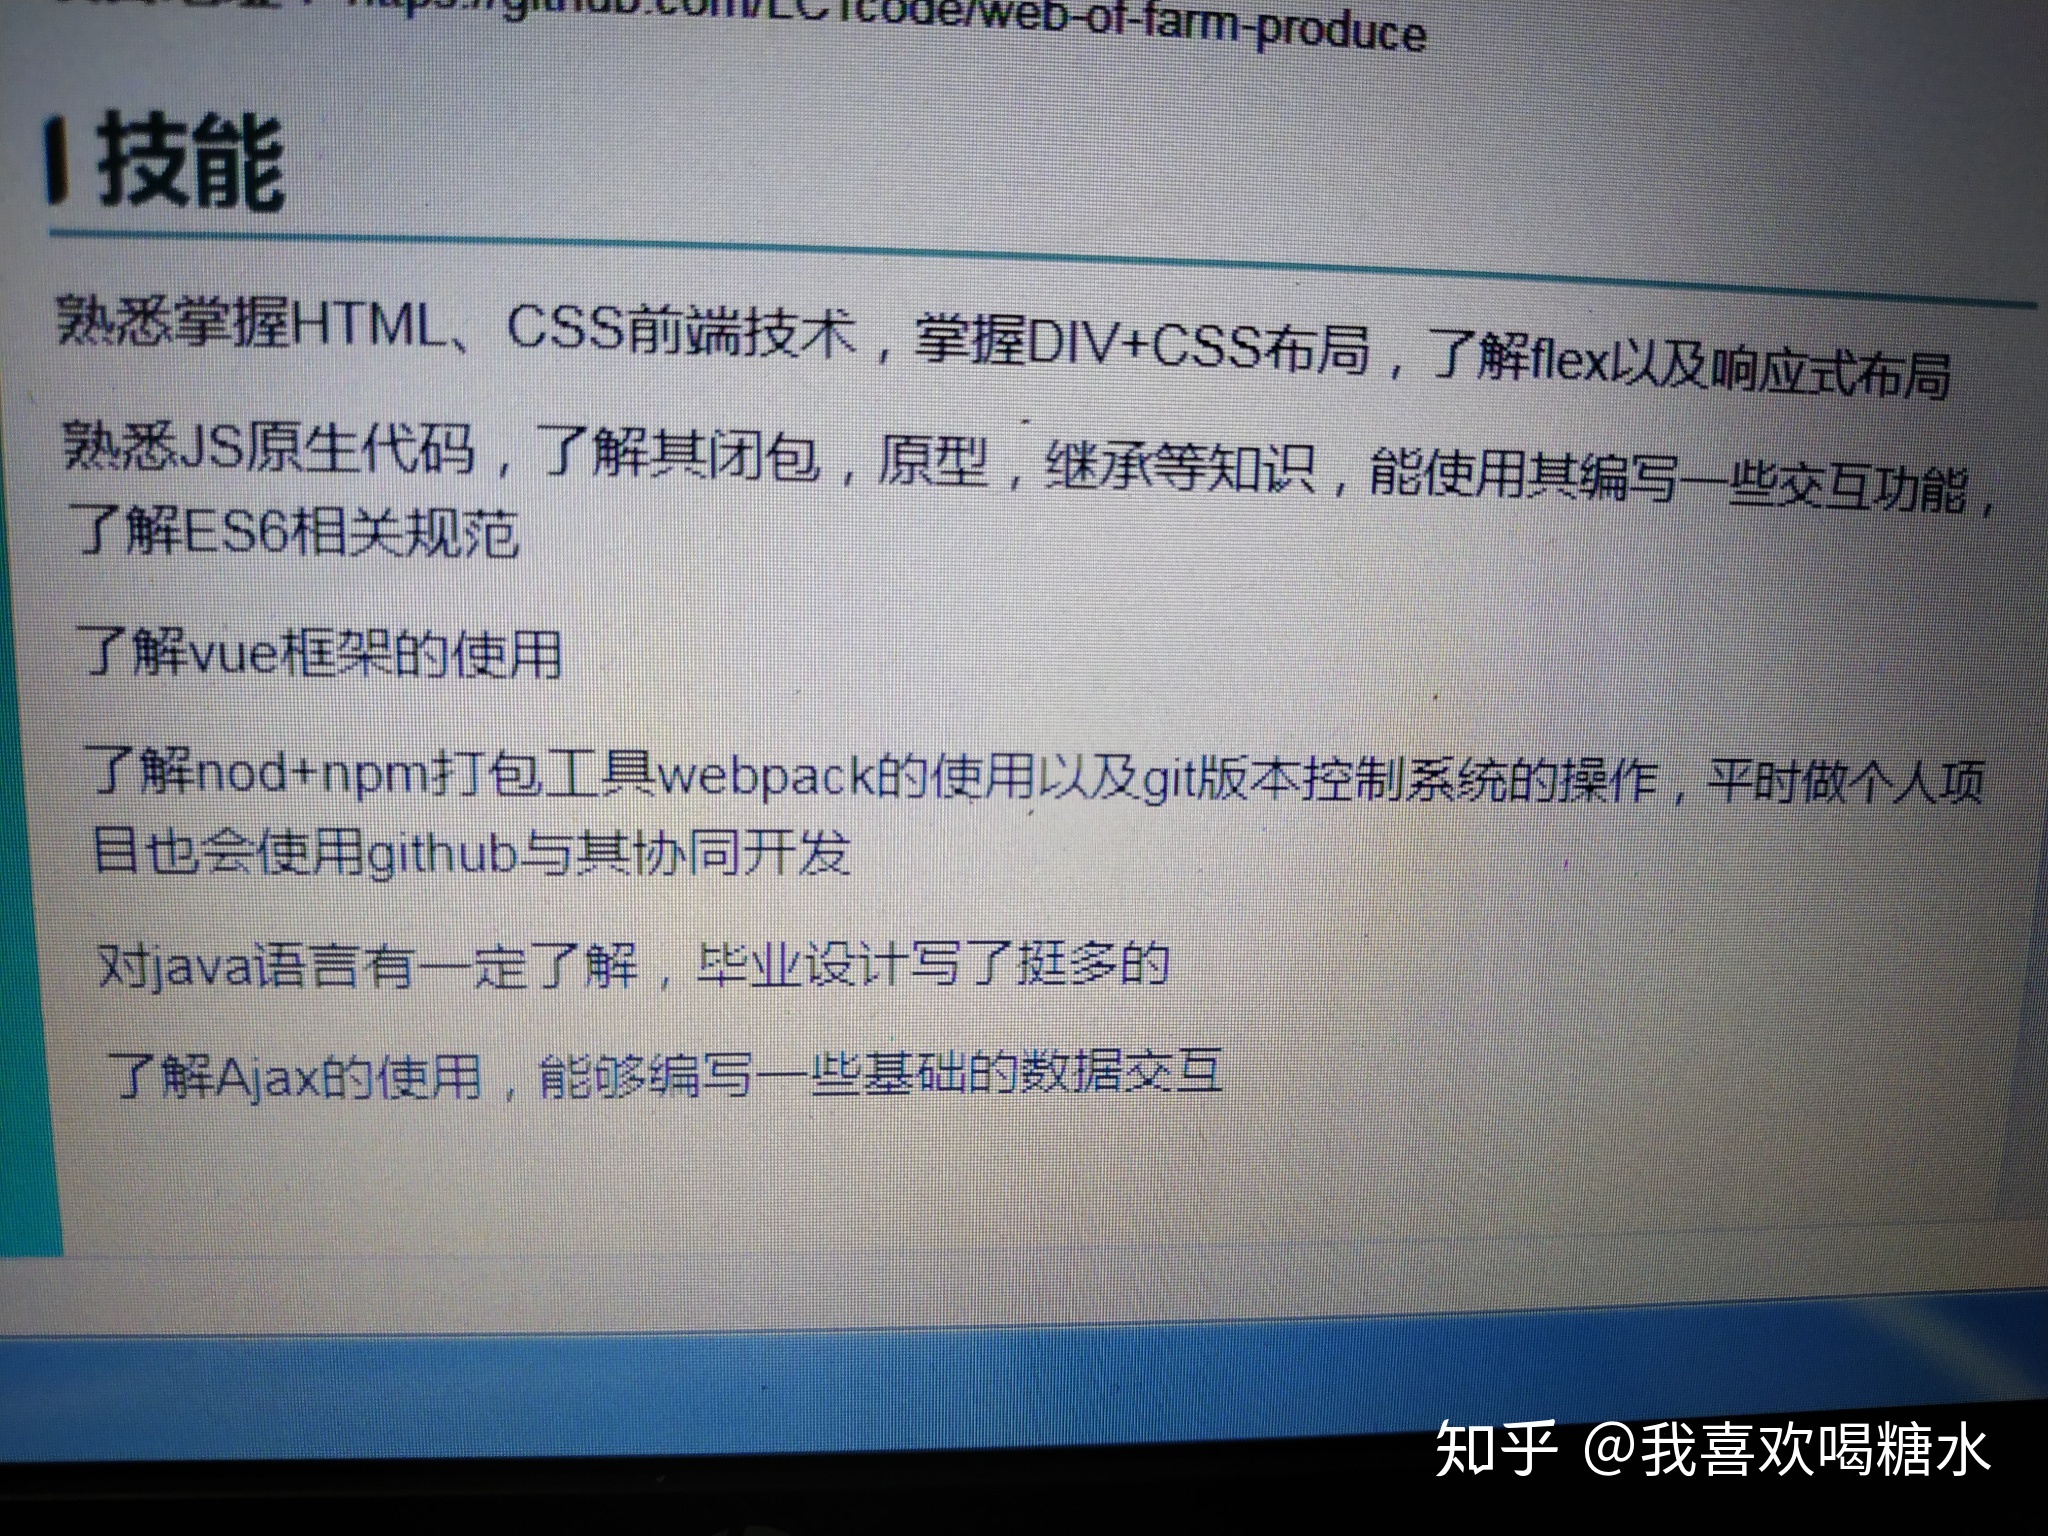 https://github.com/LCYcode/web-of-farm-produce
技能
熟悉掌握HTML、CSS前端技术，掌握DIV+CSS布局，了解flex以及响应式布局
熟悉JS原生代码，了解其闭包，原型，继承等知识，能使用其编写一些交互功能，
了解ES6相关规范
了解vue框架的使用
了解nod+npm打包工具webpack的使用以及git版本控制系统的操作，平时做个人项
目也会使用github与其协同开发
对java语言有一定了解，毕业设计写了挺多的
了解Ajax的使用，能够编写一些基础的数据交互
知乎 @我喜欢喝糖水